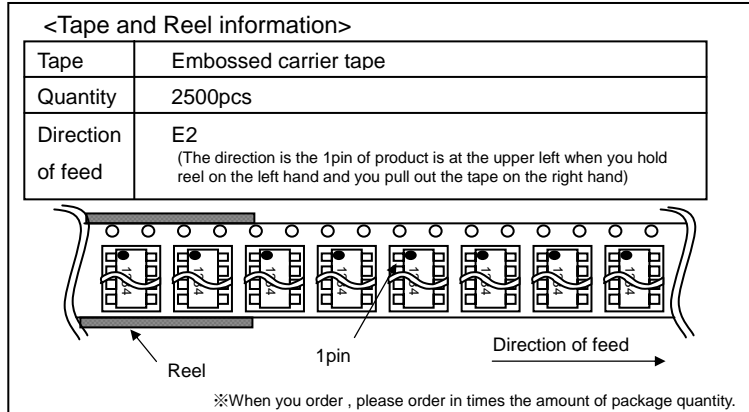 <Tape and Reel information>
Tape Embossed carrier tape
Quantity 2500pcs
Direction of feed E2
(The direction is the 1pin of product is at the upper left when you hold
reel on the left hand and you pull out the tape on the right hand)
Reel
1pin
Direction of feed
※When you order , please order in times the amount of package quantity.